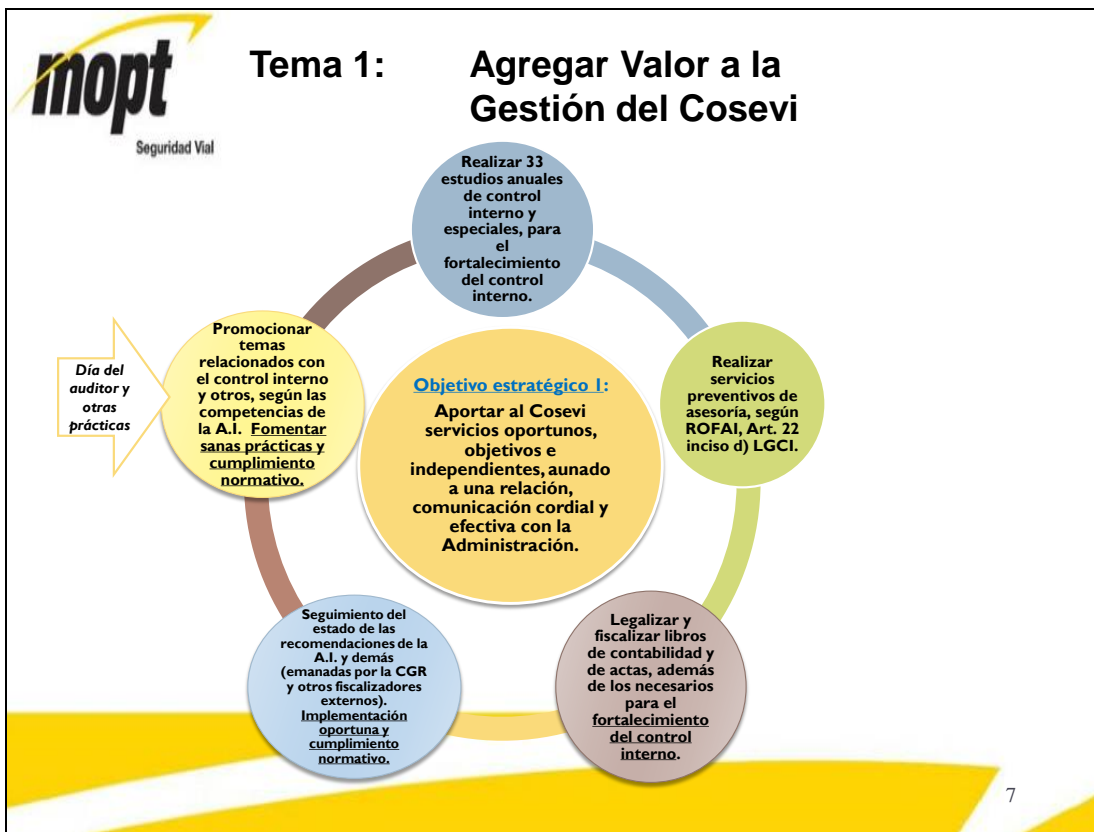 mopt
Seguridad Vial
Tema 1: Agregar Valor a la
Gestión del Cosevi
Realizar 33
estudios anuales
de control
interno y
especiales, para
el
fortalecimiento
del control
interno.
Realizar
servicios
preventivos de
asesoría, según
ROFAI, Art. 22
inciso d) LGCI.
Legalizar y
fiscalizar libros
de contabilidad y
de actas, además
de los necesarios
para el
fortalecimiento
del control
interno.
Seguimiento del
estado de las
recomendaciones de la
A.I. y demás
(emanadas por la CGR
y otros fiscalizadores
externos).
Implementación
oportuna y
cumplimiento
normativo.
Promocionar
temas
relacionados con
el control interno
y otros, según las
competencias de
la A.I. Fomentar
sanas prácticas y
cumplimiento
normativo.
Día del
auditor y
otras
prácticas
Objetivo estratégico 1:
Aportar al Cosevi
servicios oportunos,
objetivos e
independientes, aunado
a una relación,
comunicación cordial y
efectiva con la
Administración.
7